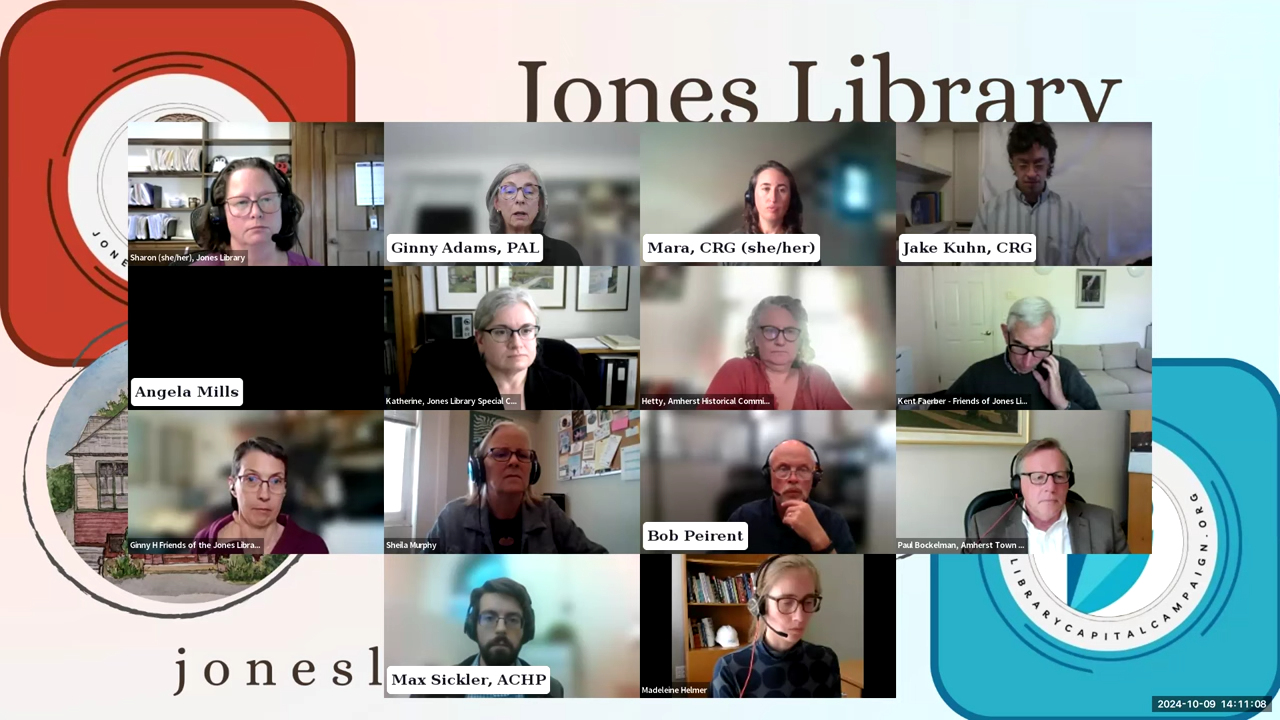 Jones Library
JONE
Sharon (she/her), Jones Library
Ginny Adams, PAL
Mara, CRG (she/her)
Jake Kuhn, CRG
Angela Mills
Katherine, Jones Library Special C...
Hetty, Amherst Historical Commi...
Kent Faerber - Friends of Jones Li...
Ginny H Friends of the Jones Libra...
Sheila Murphy
Bob Peirent
Paul Bockelman, Amherst Town ...
LIBRARYCAPITALCAMPAIGN.ORG
jonesl
Max Sickler, ACHP
Madeleine Helmer
2024-10-09 14:11:08